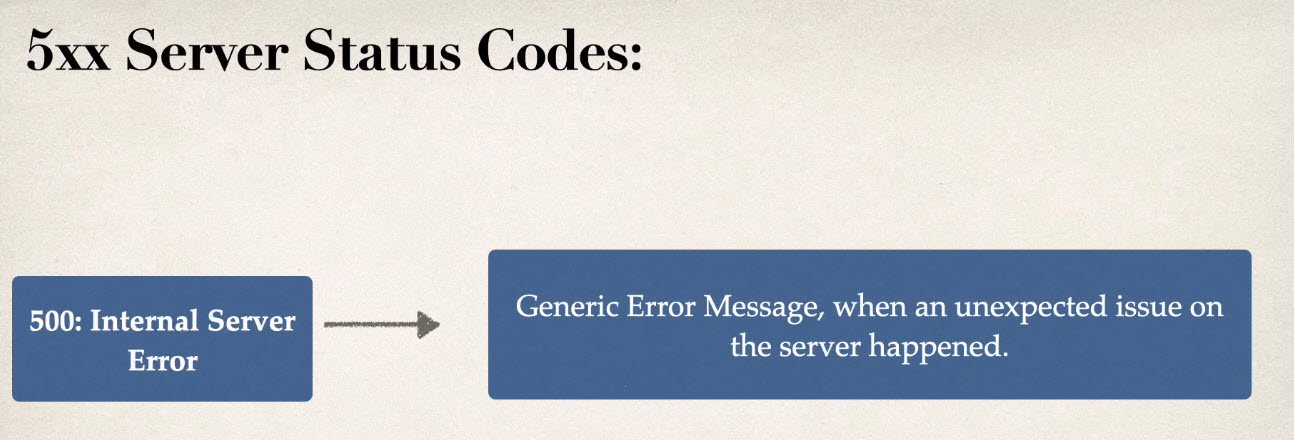 5xx Server Status Codes:
500: Internal Server
Error
Generic Error Message, when an unexpected issue on
the server happened.